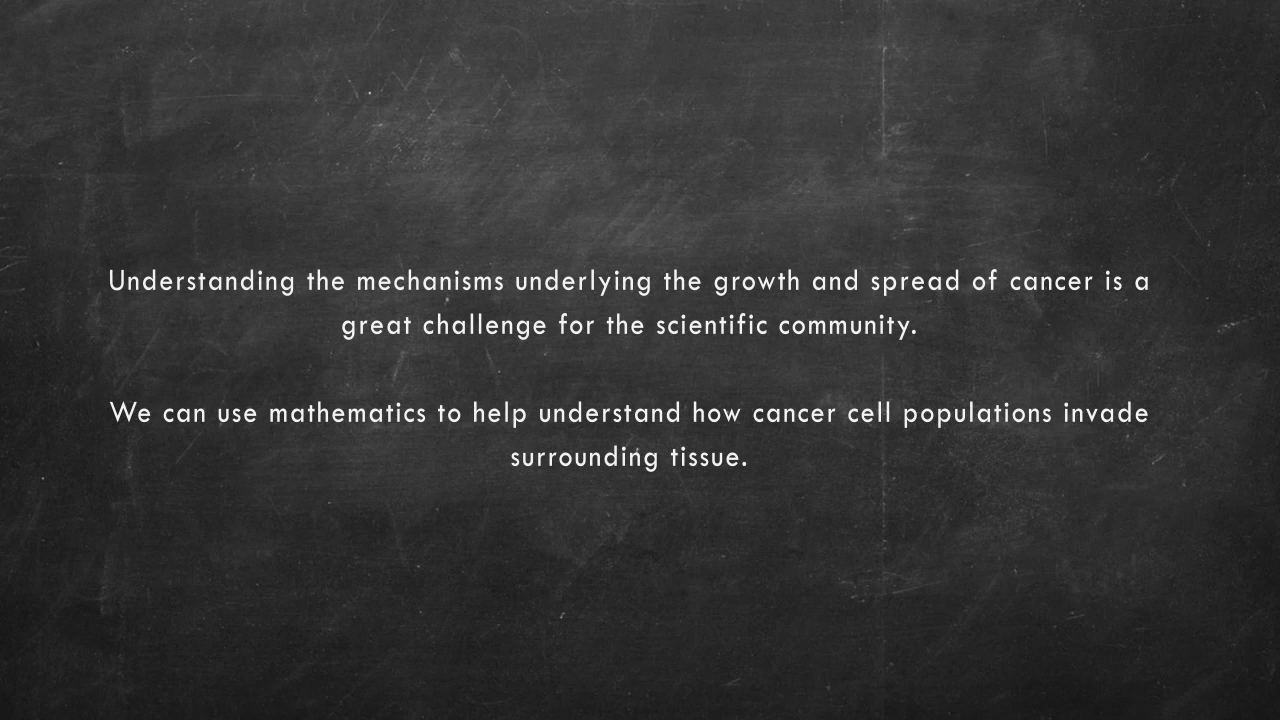 Understanding the mechanisms underlying the growth and spread of cancer is a
great challenge for the scientific community.
We can use mathematics to help understand how cancer cell populations invade
surrounding tissue.